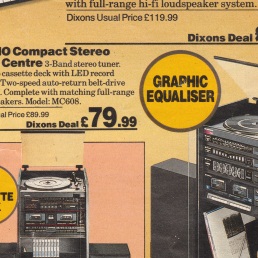 with full-range hi-fi loudspeaker system.
Dixons Usual Price £119.99
Dixons Deal £
Compact Stereo
Centre 3-Band stereo tuner.
cassette deck with LED record
Two-speed auto-return belt-drive
Complete with matching full-range
Model: MC608.
Price £89.99
Dixons Deal £79.99
GRAPHIC
EQUALISER